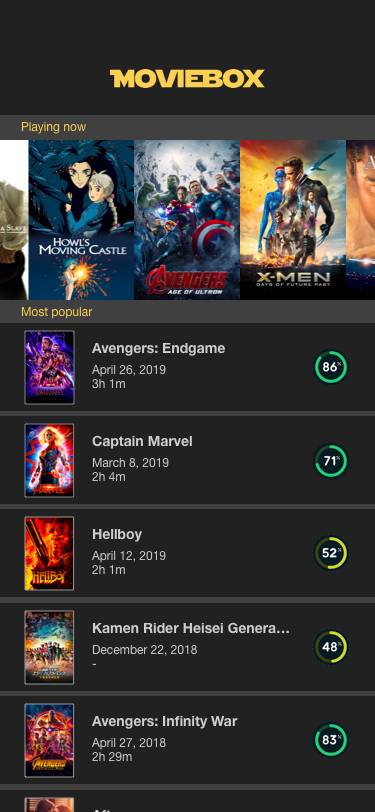 MOVIEBOX
Playing now
A SLAVE
HOWL'S
MOVING CASTLE
AVENGERS
AGE OF ULTRON
X-MEN
DAYS OF FUTURE PAST
Most popular
Avengers: Endgame
April 26, 2019
3h 1m
86%
Captain Marvel
March 8, 2019
2h 4m
71%
MARVEL
Hellboy
April 12, 2019
2h 1m
52%
HELLBOY
Kamen Rider Heisei Genera...
December 22, 2018
-
48%
Avengers: Infinity War
April 27, 2018
2h 29m
83%
AVENGERS